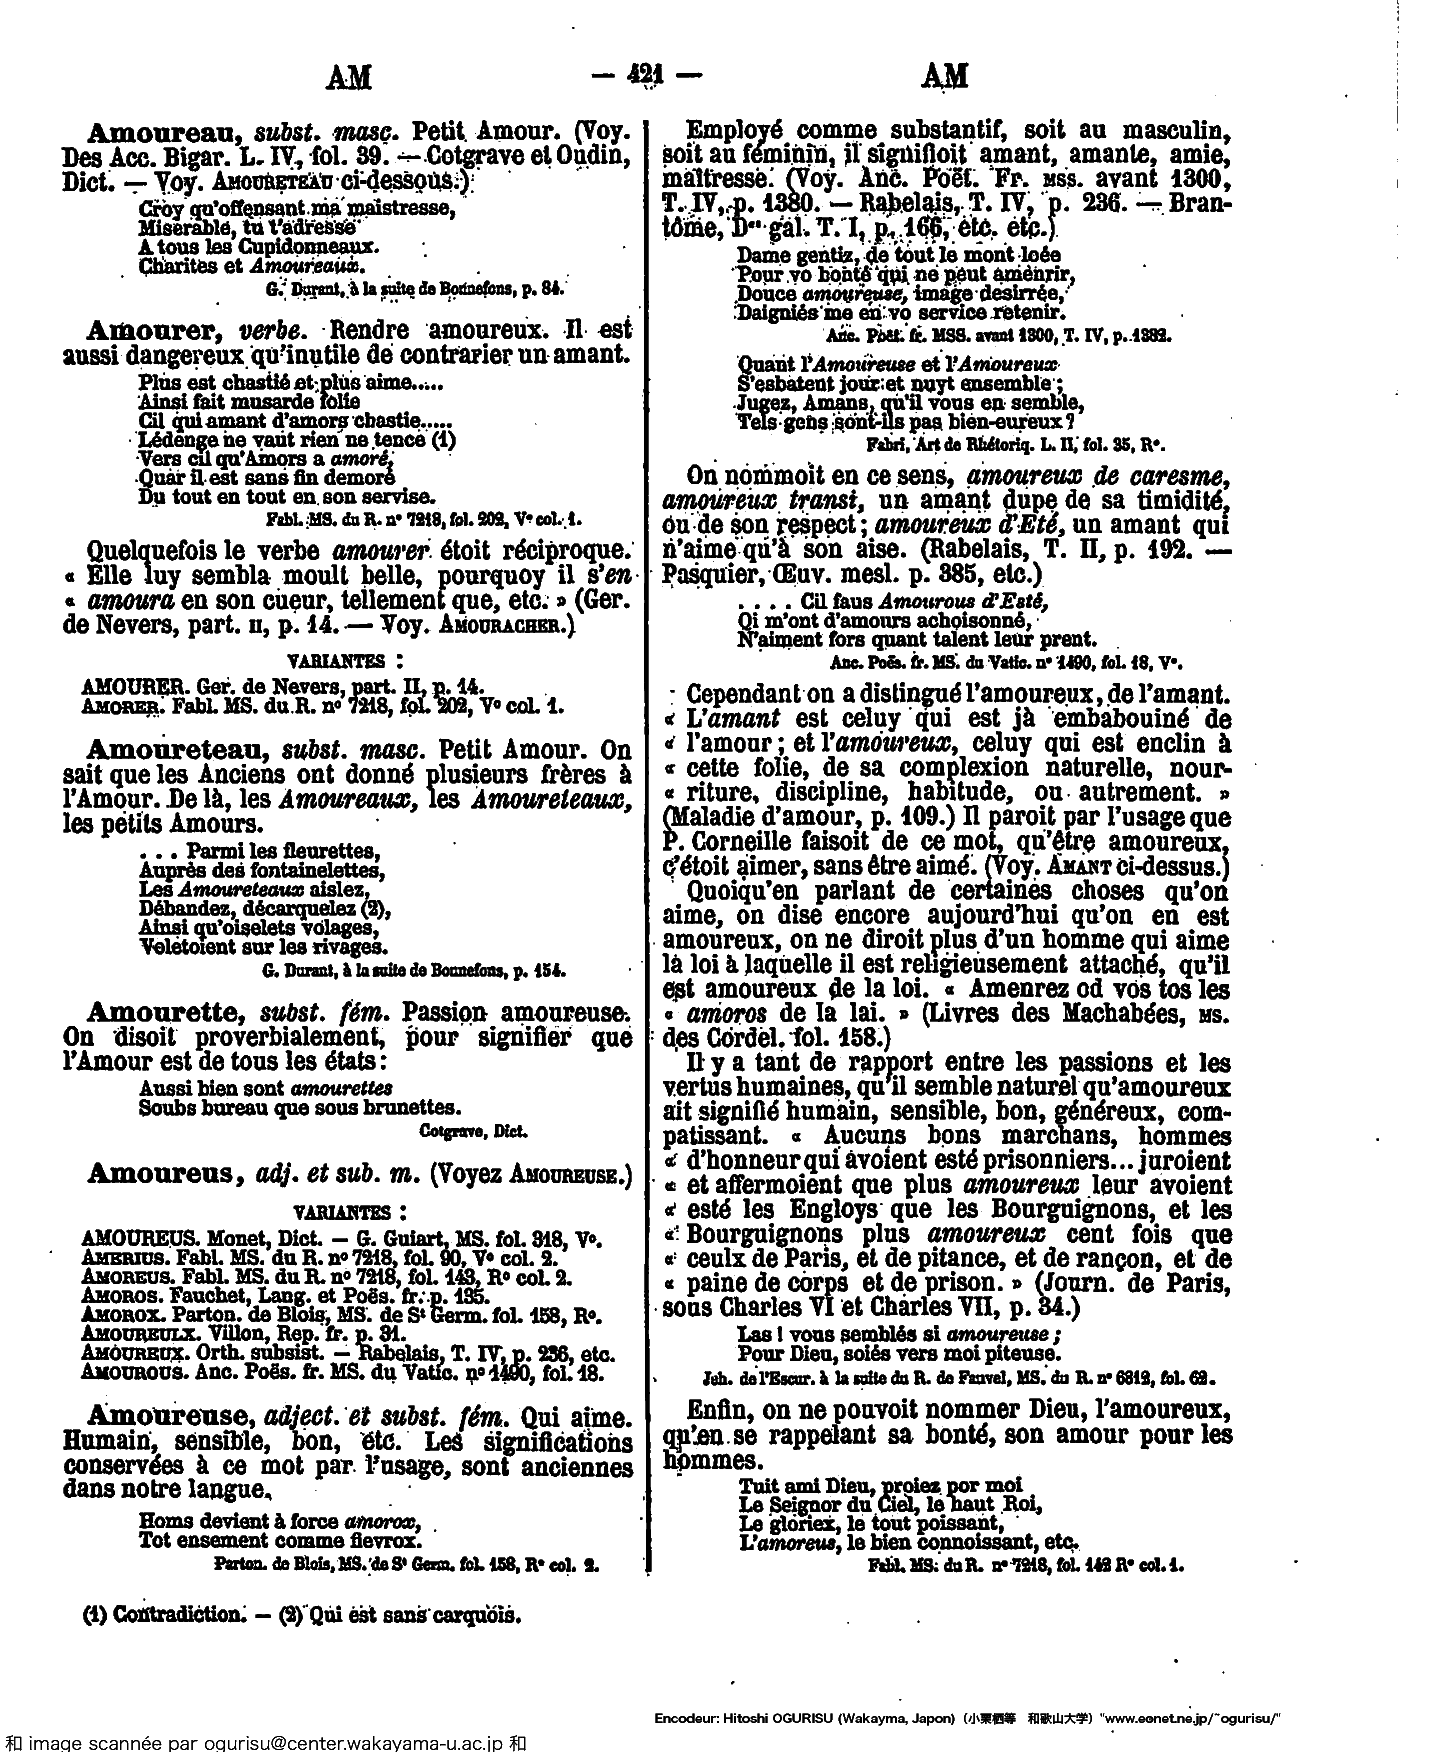 AM — 421 — AM
Amoureau, subst. masc. Petit Amour. (Voy.
Des Acc. Bigar. L. IV, fol. 39. — Cotgrave et Oudin,
Dict. — Voy. AMOURETEAU ci-dessous.)
Croy qu'offensant ma maistresse,
Miserable, tu t'adresse
A tous les Cupidonneaux.
Charites et Amoureaux.
G. Durant, à la suite de Bonnefons, p. 84.
Amourer, verbe. Rendre amoureux. Il est
aussi dangereux qu'inutile de contrarier un amant.
Plus est chastié et plus aime.....
Ainsi fait musarde folie
Cil qui amant d'amors chastie.....
Lédenge ne vaut rien ne tence (1)
Vers cil qu'Amors a amoré,
Quar il est sans fin demoré
Du tout en tout en son servise.
Fabl. MS. du R. n° 7218, fol. 202, V° col. 1.
Quelquefois le verbe amourer étoit réciproque.
« Elle luy sembla moult belle, pourquoy il s'en
« amoura en son cueur, tellement que, etc. » (Ger.
de Nevers, part. II, p. 14. — Voy. AMOURACHER.)
VARIANTES :
AMOURER. Ger. de Nevers, part. II, p. 14.
AMORER. Fabl. MS. du R. n° 7218, fol. 202, V° col. 1.
Amoureteau, subst. masc. Petit Amour. On
sait que les Anciens ont donné plusieurs frères à
l'Amour. De là, les Amoureaux, les Amoureteaux,
les petits Amours.
. . . Parmi les fleurettes,
Auprès des fontainelettes,
Les Amoureteaux aislez,
Débandez, décarquelez (2),
Ainsi qu'oiselets volages,
Veletoient sur les rivages.
G. Durant, à la suite de Bonnefons, p. 154.
Amourette, subst. fém. Passion amoureuse.
On disoit proverbialement, pour signifier que
l'Amour est de tous les états :
Aussi bien sont amourettes
Soubs bureau que sous brunettes.
Cotgrave, Dict.
Amoureus, adj. et sub. m. (Voyez AMOUREUSE.)
VARIANTES :
AMOUREUS. Monet, Dict. — G. Guiart, MS. fol. 318, V°.
AMERIUS. Fabl. MS. du R. n° 7218, fol. 90, V° col. 2.
AMOREUS. Fabl. MS. du R. n° 7218, fol. 143, R° col. 2.
AMOROS. Fauchet, Lang. et Poës. fr. p. 135.
AMOROX. Parton. de Blois, MS. de St Germ. fol. 158, R°.
AMOUREULX. Villon, Rep. fr. p. 31.
AMOUREUX. Orth. subsist. — Rabelais, T. IV, p. 236, etc.
AMOUROUS. Anc. Poës. fr. MS. du Vatic. n° 1490, fol. 18.
Amoureuse, adject. et subst. fém. Qui aime.
Humain, sensible, bon, etc. Les significations
conservées à ce mot par l'usage, sont anciennes
dans notre langue.
Homs devient à force amorox,
Tot ensement comme fievrox.
Parton. de Blois, MS. de St Germ. fol. 158, R° col. 2.
Employé comme substantif, soit au masculin,
soit au féminin, il signifioit amant, amante, amie,
maîtresse. (Voy. Anc. Poët. Fr. MSS. avant 1300,
T. IV, p. 1380. — Rabelais, T. IV, p. 236. — Bran-
tôme, Des gal. T. I, p. 166, etc. etc.)
Dame gentiz, de tout le mont loée
Pour vo bonté qui ne peut amenrir,
Douce amoureuse, image desirrée,
Daigniés me en vo service retenir.
Anc. Poët. fr. MSS. avant 1300, T. IV, p. 1382.
Quant l'Amoureuse et l'Amoureux
S'esbatent jour et nuyt ensemble ;
Jugez, Amans, qu'il vous en semble,
Tels gens sont-ils pas bien-eureux ?
Fabri, Art de Rhétoriq. L. II, fol. 35, R°.
On nommoit en ce sens, amoureux de caresme,
amoureux transi, un amant dupe de sa timidité,
ou de son respect ; amoureux d'Eté, un amant qui
n'aime qu'à son aise. (Rabelais, T. II, p. 192. —
Pasquier, Œuv. mesl. p. 385, etc.)
. . . . Cil faus Amourous d'Esté,
Qi m'ont d'amours achoisonné,
N'aiment fors quant talent leur prent.
Anc. Poës. fr. MS. du Vatic. n° 1490, fol. 18, V°.
Cependant on a distingué l'amoureux, de l'amant.
« L'amant est celuy qui est jà embabouiné de
« l'amour ; et l'amoureux, celuy qui est enclin à
« cette folie, de sa complexion naturelle, nour-
« riture, discipline, habitude, ou autrement. »
(Maladie d'amour, p. 109.) Il paroit par l'usage que
P. Corneille faisoit de ce mot, qu'être amoureux,
c'étoit aimer, sans être aimé. (Voy. AMANT ci-dessus.)
Quoiqu'en parlant de certaines choses qu'on
aime, on dise encore aujourd'hui qu'on en est
amoureux, on ne diroit plus d'un homme qui aime
la loi à laquelle il est religieusement attaché, qu'il
est amoureux de la loi. « Amenrez od vos tos les
« amoros de la lai. » (Livres des Machabées, MS.
des Cordel. fol. 158.)
Il y a tant de rapport entre les passions et les
vertus humaines, qu'il semble naturel qu'amoureux
ait signifié humain, sensible, bon, généreux, com-
patissant. « Aucuns bons marchans, hommes
« d'honneur qui avoient esté prisonniers... juroient
« et affermoient que plus amoureux leur avoient
« esté les Engloys que les Bourguignons, et les
« Bourguignons plus amoureux cent fois que
« ceulx de Paris, et de pitance, et de rançon, et de
« paine de corps et de prison. » (Journ. de Paris,
sous Charles VI et Charles VII, p. 34.)
Las ! vous semblés si amoureuse ;
Pour Dieu, soiés vers moi piteuse.
Jeh. de l'Escur. à la suite du R. de Fauvel, MS. du R. n° 6812, fol. 62.
Enfin, on ne pouvoit nommer Dieu, l'amoureux,
qu'en se rappelant sa bonté, son amour pour les
hommes.
Tuit ami Dieu, proiez por moi
Le Seignor du Ciel, le haut Roi,
Le gloriex, le tout poissant,
L'amoreus, le bien connoissant, etc.
Fabl. MS. du R. n° 7218, fol. 142 R° col. 1.
(1) Contradiction. — (2) Qui est sans carquois.
Encodeur: Hitoshi OGURISU (Wakayma, Japon) (小栗栖等 和歌山大学) "www.eonet.ne.jp/~ogurisu/"
和 image scannée par ogurisu@center.wakayama-u.ac.jp 和